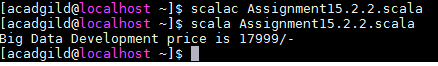 [acadgild@localhost ~]$ scalac Assignment15.2.2.scala
[acadgild@localhost ~]$ scala Assignment15.2.2.scala
Big Data Development price is 17999/-
[acadgild@localhost ~]$